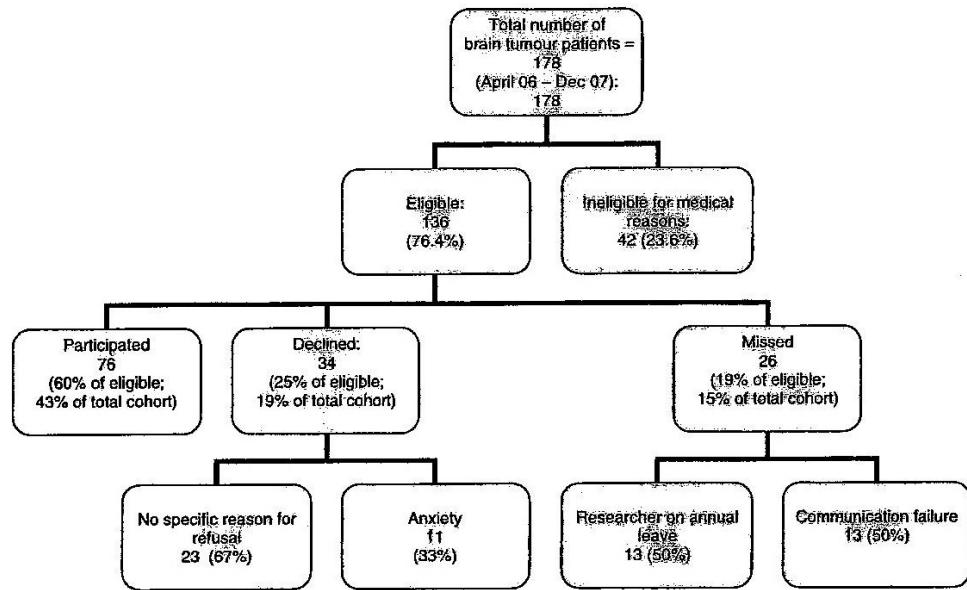 Total number of
brain tumour patients =
178
(April 06 – Dec 07):
178
Eligible:
136
(76.4%)
Ineligible for medical
reasons:
42 (23.6%)
Participated
76
(60% of eligible;
43% of total cohort)
Declined:
34
(25% of eligible;
19% of total cohort)
Missed
26
(19% of eligible;
15% of total cohort)
No specific reason for
refusal
23 (67%)
Anxiety
11
(33%)
Researcher on annual
leave
13 (50%)
Communication failure
13 (50%)